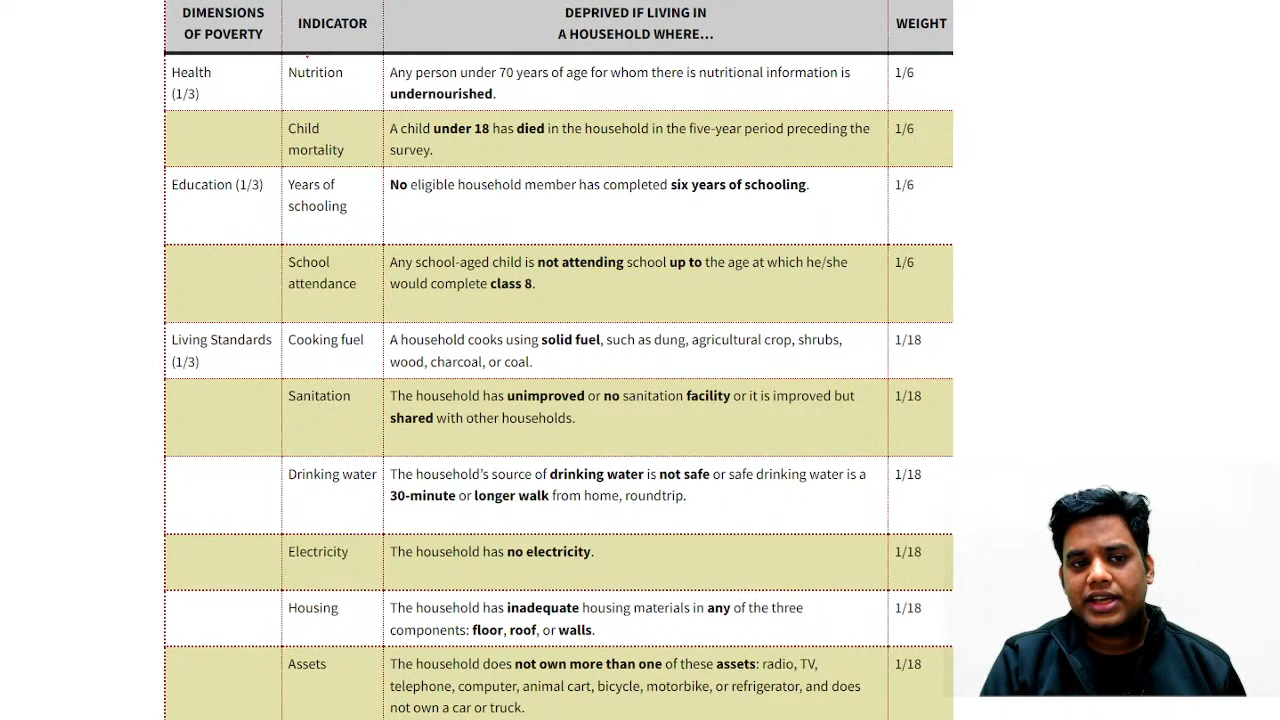 DIMENSIONS OF POVERTY
INDICATOR
DEPRIVED IF LIVING IN
A HOUSEHOLD WHERE...
WEIGHT
Health
(1/3)
Nutrition
Any person under 70 years of age for whom there is nutritional information is
undernourished.
1/6
Child
mortality
A child under 18 has died in the household in the five-year period preceding the
survey.
1/6
Education (1/3)
Years of
schooling
No eligible household member has completed six years of schooling.
1/6
School
attendance
Any school-aged child is not attending school up to the age at which he/she
would complete class 8.
1/6
Living Standards
(1/3)
Cooking fuel
A household cooks using solid fuel, such as dung, agricultural crop, shrubs,
wood, charcoal, or coal.
1/18
Sanitation
The household has unimproved or no sanitation facility or it is improved but
shared with other households.
1/18
Drinking water
The household’s source of drinking water is not safe or safe drinking water is a
30-minute or longer walk from home, roundtrip.
1/18
Electricity
The household has no electricity.
1/18
Housing
The household has inadequate housing materials in any of the three
components: floor, roof, or walls.
1/18
Assets
The household does not own more than one of these assets: radio, TV,
telephone, computer, animal cart, bicycle, motorbike, or refrigerator, and does
not own a car or truck.
1/18